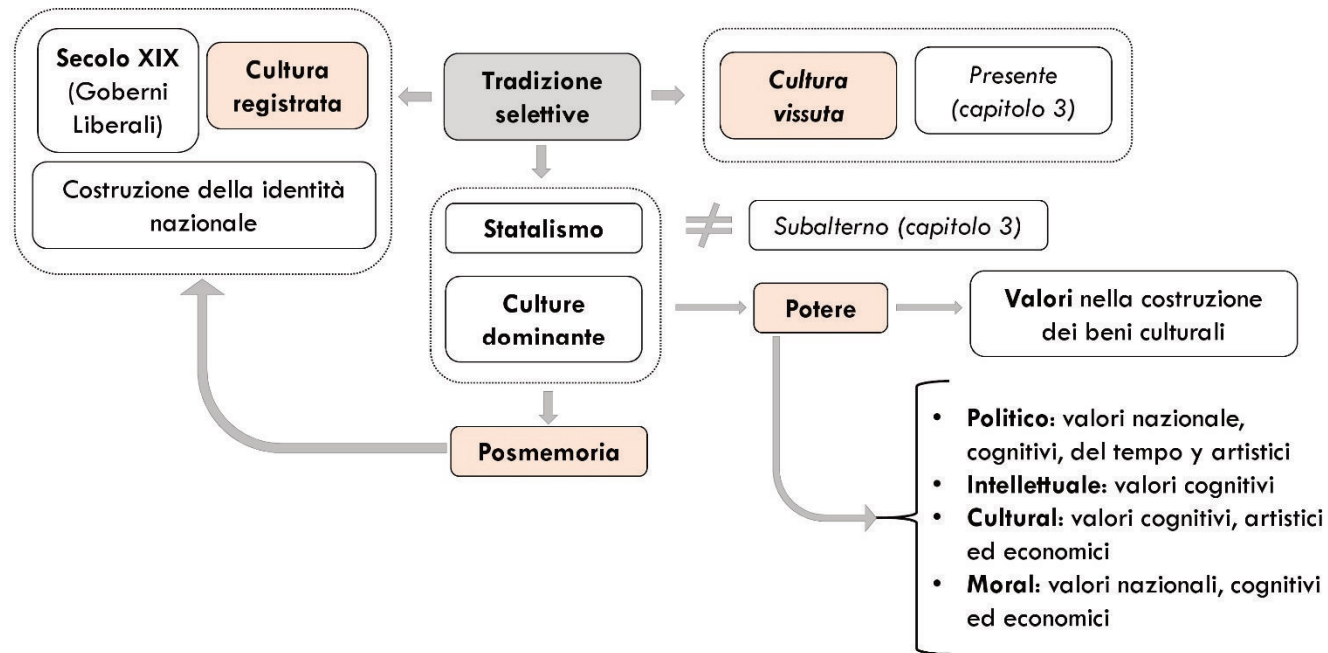 Secolo XIX
(Goberni
Liberali)
Cultura
registrata
Costruzione della identità
nazionale
Tradizione
selettive
Cultura
vissuta
Presente
(capitolo 3)
Statalismo
≠
Subalterno (capitolo 3)
Culture
dominante
Potere
Valori nella costruzione
dei beni culturali
Posmemoria
• Politico: valori nazionale,
cognitivi, del tempo y artistici
• Intellettuale: valori cognitivi
• Cultural: valori cognitivi, artistici
ed economici
• Moral: valori nazionali, cognitivi
ed economici